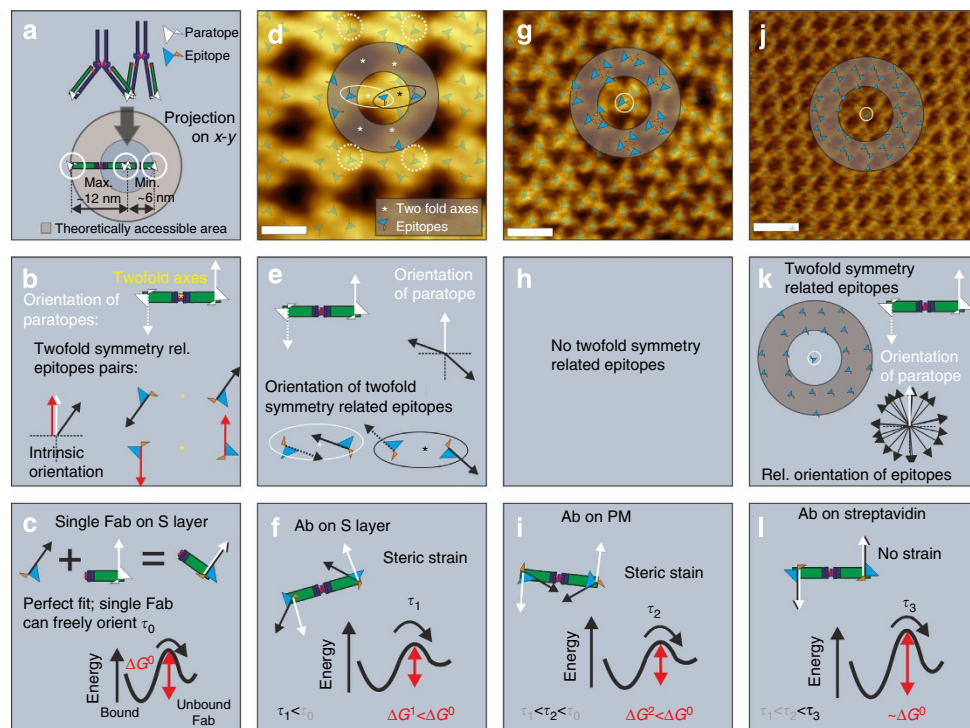 a
Paratope
Epitope
Projection
on x-y
Max.
~12 nm
Min.
~6 nm
Theoretically accessible area
d
* Two fold axes
Epitopes
g
j
b
Twofold axes
Orientation of
paratopes:
Twofold symmetry rel.
epitopes pairs:
Intrinsic
orientation
e
Orientation
of paratope
Orientation of twofold
symmetry related epitopes
h
No twofold symmetry
related epitopes
k
Twofold symmetry
related epitopes
Orientation
of paratope
Rel. orientation of epitopes
c
Single Fab on S layer
+ =
Perfect fit; single Fab
can freely orient τ0
Energy
ΔG⁰
Bound
Unbound
Fab
f
Ab on S layer
Steric strain
τ1
Energy
τ1<τ0
ΔG¹<ΔG⁰
i
Ab on PM
Steric stain
τ2
Energy
τ1<τ2<τ0
ΔG²<ΔG⁰
l
Ab on streptavidin
No strain
τ3
Energy
τ1<τ2<τ3
~ΔG⁰